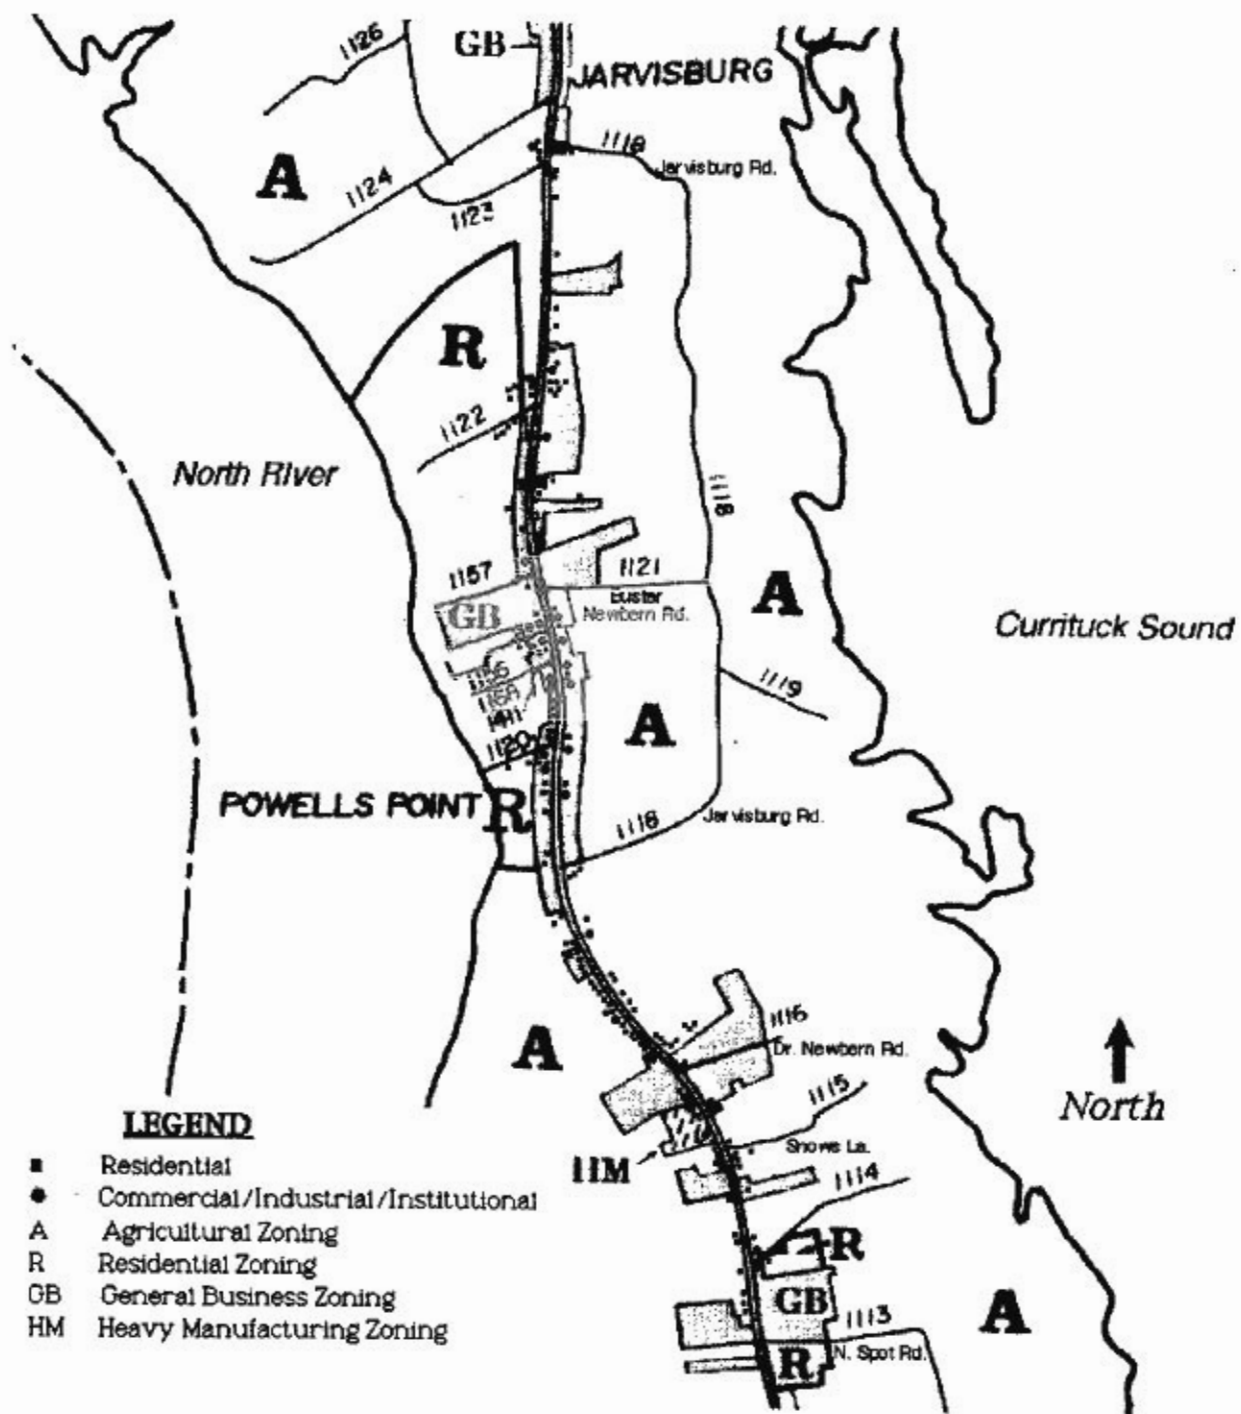 1126
GB
JARVISBURG
1118
Jarvisburg Rd.
A
1124
1123
R
1122
North River
1118
1157
1121
Buster
Newbern Rd.
GB
A
Currituck Sound
1119
A
1411
1120
POWELLS POINT
R
1118
Jarvisburg Rd.
A
1116
Dr. Newbern Rd.
1115
North
Snows La.
HM
1114
R
GB
A
1113
N. Spot Rd.
R
LEGEND
Residential
Commercial/Industrial/Institutional
A Agricultural Zoning
R Residential Zoning
GB General Business Zoning
HM Heavy Manufacturing Zoning